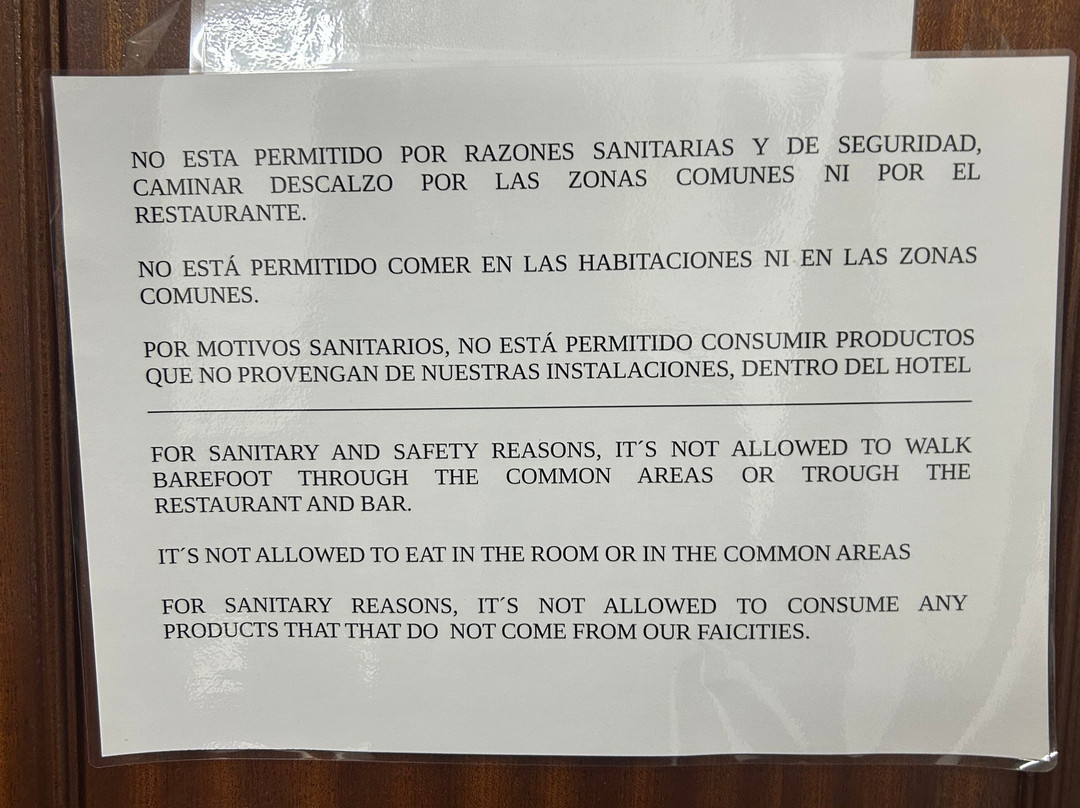 NO ESTA PERMITIDO POR RAZONES SANITARIAS Y DE SEGURIDAD,
CAMINAR DESCALZO POR LAS ZONAS COMUNES NI POR EL
RESTAURANTE.
NO ESTÁ PERMITIDO COMER EN LAS HABITACIONES NI EN LAS ZONAS
COMUNES.
POR MOTIVOS SANITARIOS, NO ESTÁ PERMITIDO CONSUMIR PRODUCTOS
QUE NO PROVENGAN DE NUESTRAS INSTALACIONES, DENTRO DEL HOTEL
FOR SANITARY AND SAFETY REASONS, IT´S NOT ALLOWED TO WALK
BAREFOOT THROUGH THE COMMON AREAS OR TROUGH THE
RESTAURANT AND BAR.
IT´S NOT ALLOWED TO EAT IN THE ROOM OR IN THE COMMON AREAS
FOR SANITARY REASONS, IT´S NOT ALLOWED TO CONSUME ANY
PRODUCTS THAT THAT DO NOT COME FROM OUR FAICITIES.